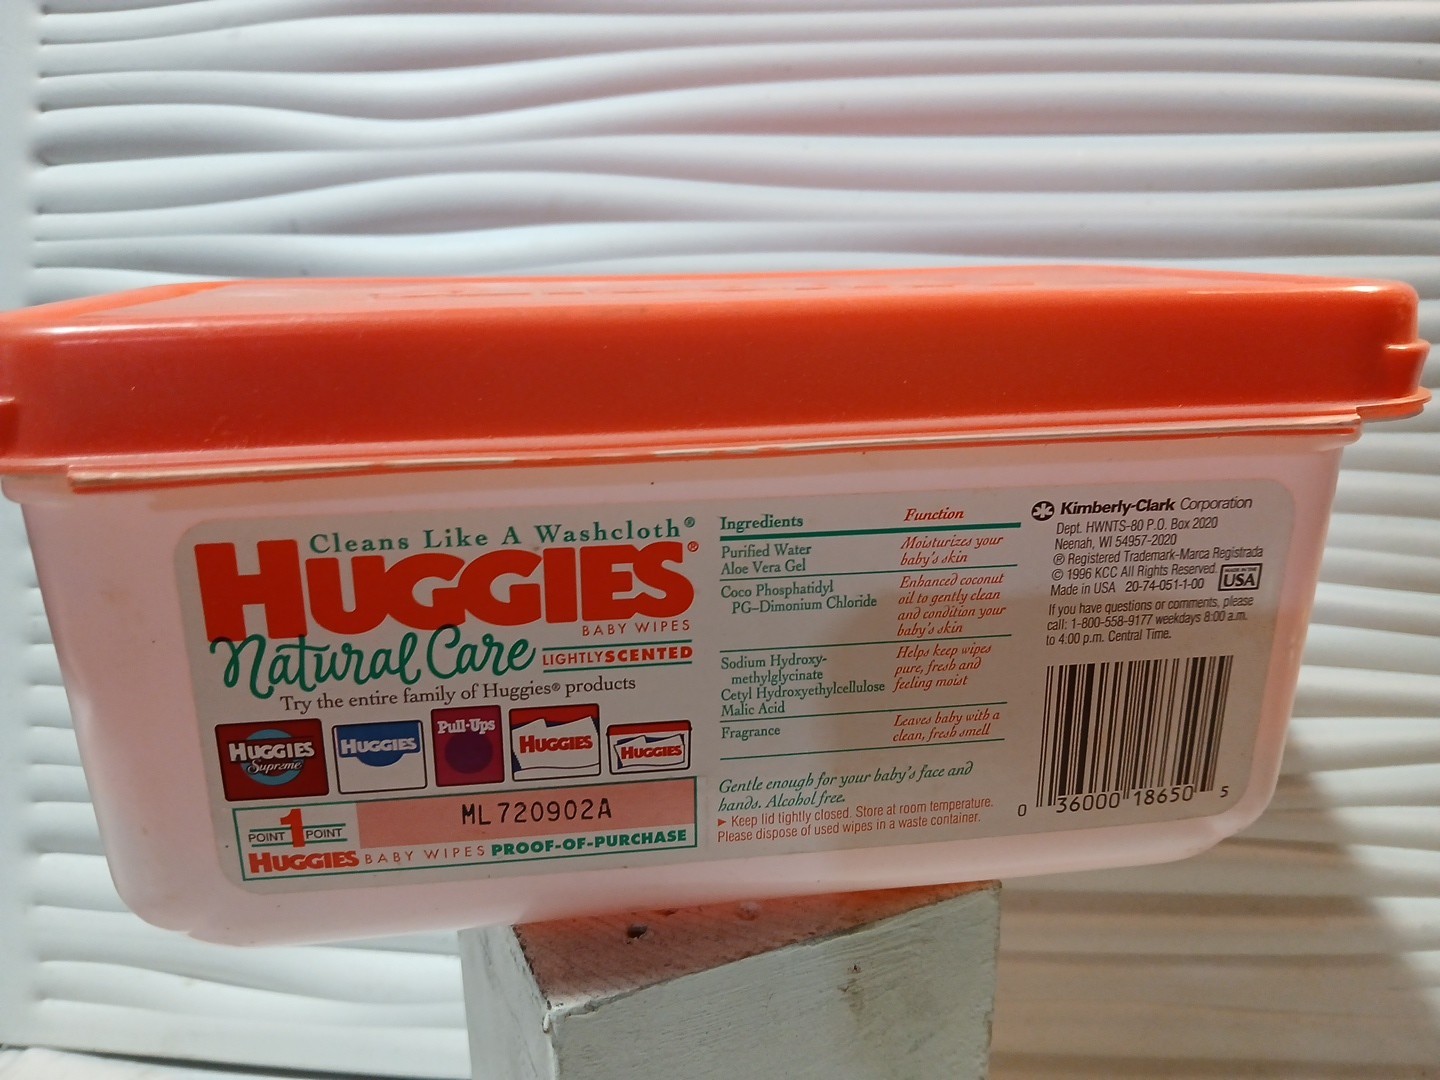 Cleans Like A Washcloth®
HUGGIES®
BABY WIPES
Natural Care
LIGHTLY SCENTED
Try the entire family of Huggies® products
HUGGIES
Supreme
HUGGIES
Pull-Ups
HUGGIES
HUGGIES
POINT 1 POINT
ML720902A
HUGGIES BABY WIPES PROOF-OF-PURCHASE
Ingredients Function
Purified Water
Aloe Vera Gel
Moisturizes your
baby's skin
Coco Phosphatidyl
PG-Dimonium Chloride
Enhanced coconut
oil to gently clean
and condition your
baby's skin
Sodium Hydroxy-
methylglycinate
Cetyl Hydroxyethylcellulose
Malic Acid
Helps keep wipes
pure, fresh and
feeling moist
Fragrance
Leaves baby with a
clean, fresh smell
Gentle enough for your baby's face and
hands. Alcohol free.
► Keep lid tightly closed. Store at room temperature.
Please dispose of used wipes in a waste container.
Kimberly-Clark Corporation
Dept. HWNTS-80 P.O. Box 2020
Neenah, WI 54957-2020
® Registered Trademark-Marca Registrada
© 1996 KCC All Rights Reserved.
Made in USA 20-74-051-1-00
MADE IN THE
USA
If you have questions or comments, please
call: 1-800-558-9177 weekdays 8:00 a.m.
to 4:00 p.m. Central Time.
0 36000 18650 5